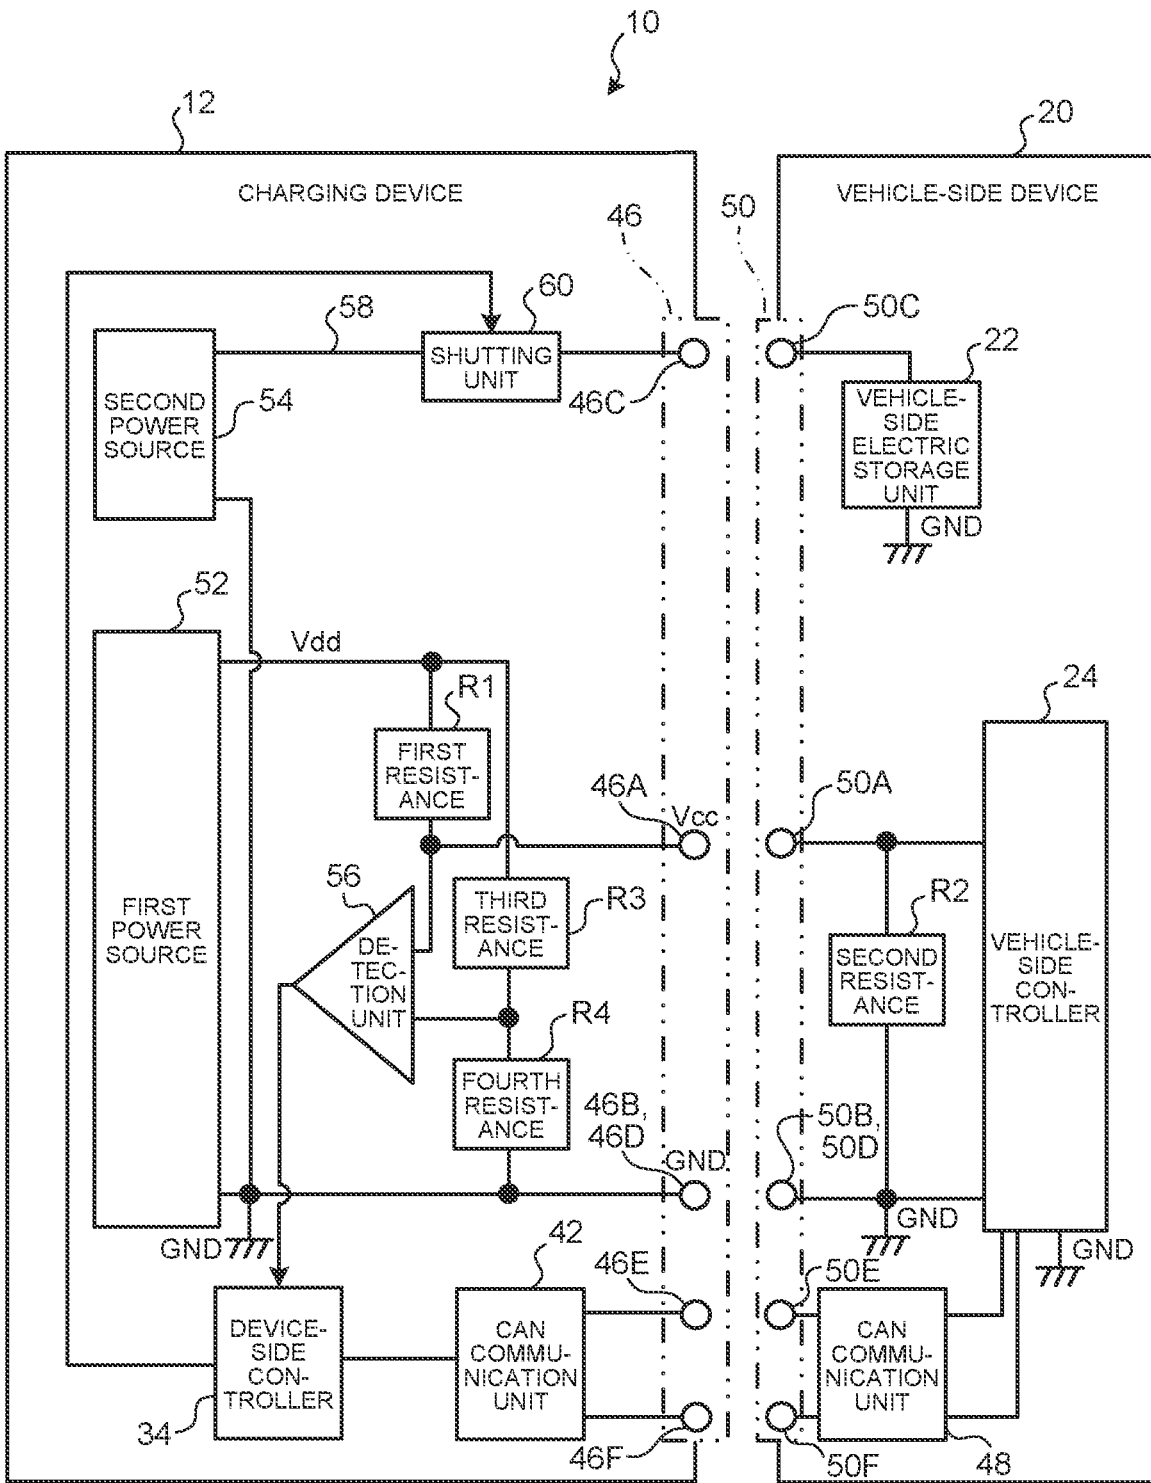 10
12
20
CHARGING DEVICE
VEHICLE-SIDE DEVICE
46
50
60
58
50C
22
SHUTTING
UNIT
46C
SECOND
POWER
SOURCE
54
VEHICLE-
SIDE
ELECTRIC
STORAGE
UNIT
GND
52
Vdd
R1
24
FIRST
RESIST-
ANCE
46A
Vcc
50A
56
THIRD
RESIST-
ANCE
R3
R2
FIRST
POWER
SOURCE
DE-
TEC-
TION
UNIT
SECOND
RESIST-
ANCE
VEHICLE-
SIDE
CON-
TROLLER
R4
FOURTH
RESIST-
ANCE
46B,
46D
GND
50B,
50D
GND
GND
GND
42
46E
50E
DEVICE-
SIDE
CON-
TROLLER
CAN
COMMU-
NICATION
UNIT
CAN
COMMU-
NICATION
UNIT
34
46F
50F
48